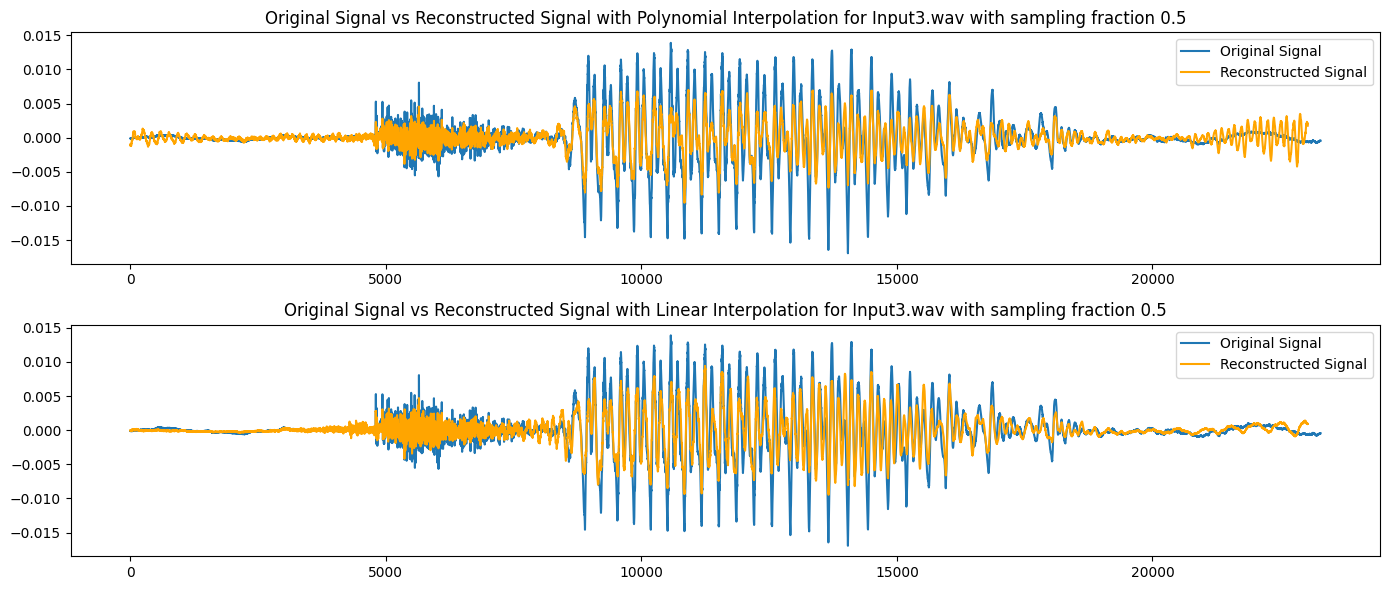 Original Signal vs Reconstructed Signal with Polynomial Interpolation for Input3.wav with sampling fraction 0.5
0.015
0.010
0.005
0.000
−0.005
−0.010
−0.015
Original Signal
Reconstructed Signal
0 5000 10000 15000 20000
Original Signal vs Reconstructed Signal with Linear Interpolation for Input3.wav with sampling fraction 0.5
0.015
0.010
0.005
0.000
−0.005
−0.010
−0.015
Original Signal
Reconstructed Signal
0 5000 10000 15000 20000